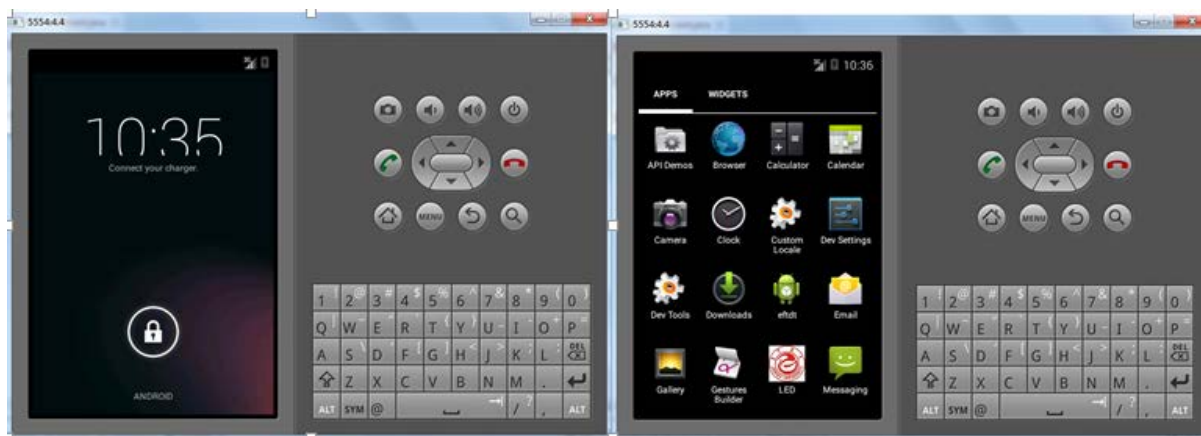 5554:4.4
10:35
Connect your charger.
ANDROID
MENU
1 2 @ 3 # 4 $ 5 % 6 ^ 7 & 8 * 9 ( 0 )
Q W E R T Y U I O P
A S D F G H J K L DEL
Z X C V B N M .
ALT SYM @ / ? , ALT
5554:4.4
3G 10:36
APPS WIDGETS
API Demos Browser Calculator Calendar
Camera Clock Custom Locale Dev Settings
Dev Tools Downloads eftdt Email
Gallery Gestures Builder LED Messaging
MENU
1 2 @ 3 # 4 $ 5 % 6 ^ 7 & 8 * 9 ( 0 )
Q W E R T Y U I O P
A S D F G H J K L DEL
Z X C V B N M .
ALT SYM @ / ? , ALT